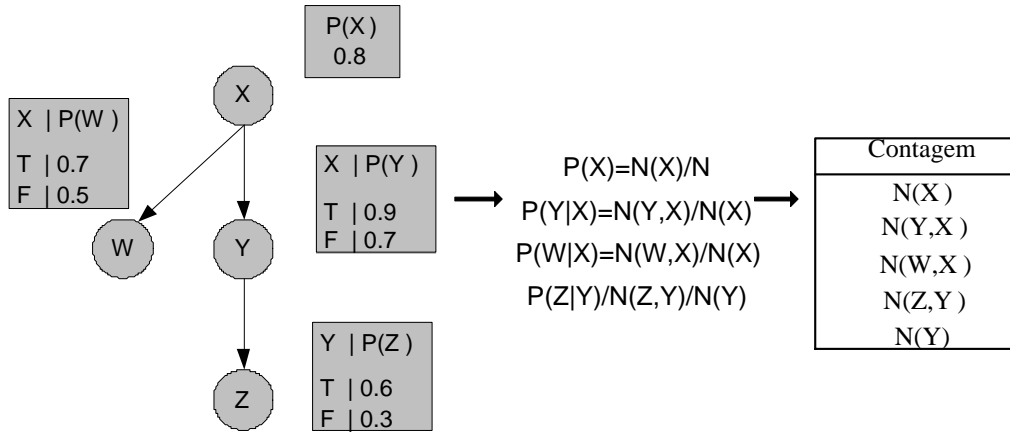 P(X)
0.8
X
X | P(W)
T | 0.7
F | 0.5
X | P(Y)
T | 0.9
F | 0.7
W
Y
Y | P(Z)
T | 0.6
F | 0.3
Z
P(X)=N(X)/N
P(Y|X)=N(Y,X)/N(X)
P(W|X)=N(W,X)/N(X)
P(Z|Y)/N(Z,Y)/N(Y)
Contagem
N(X)
N(Y,X)
N(W,X)
N(Z,Y)
N(Y)